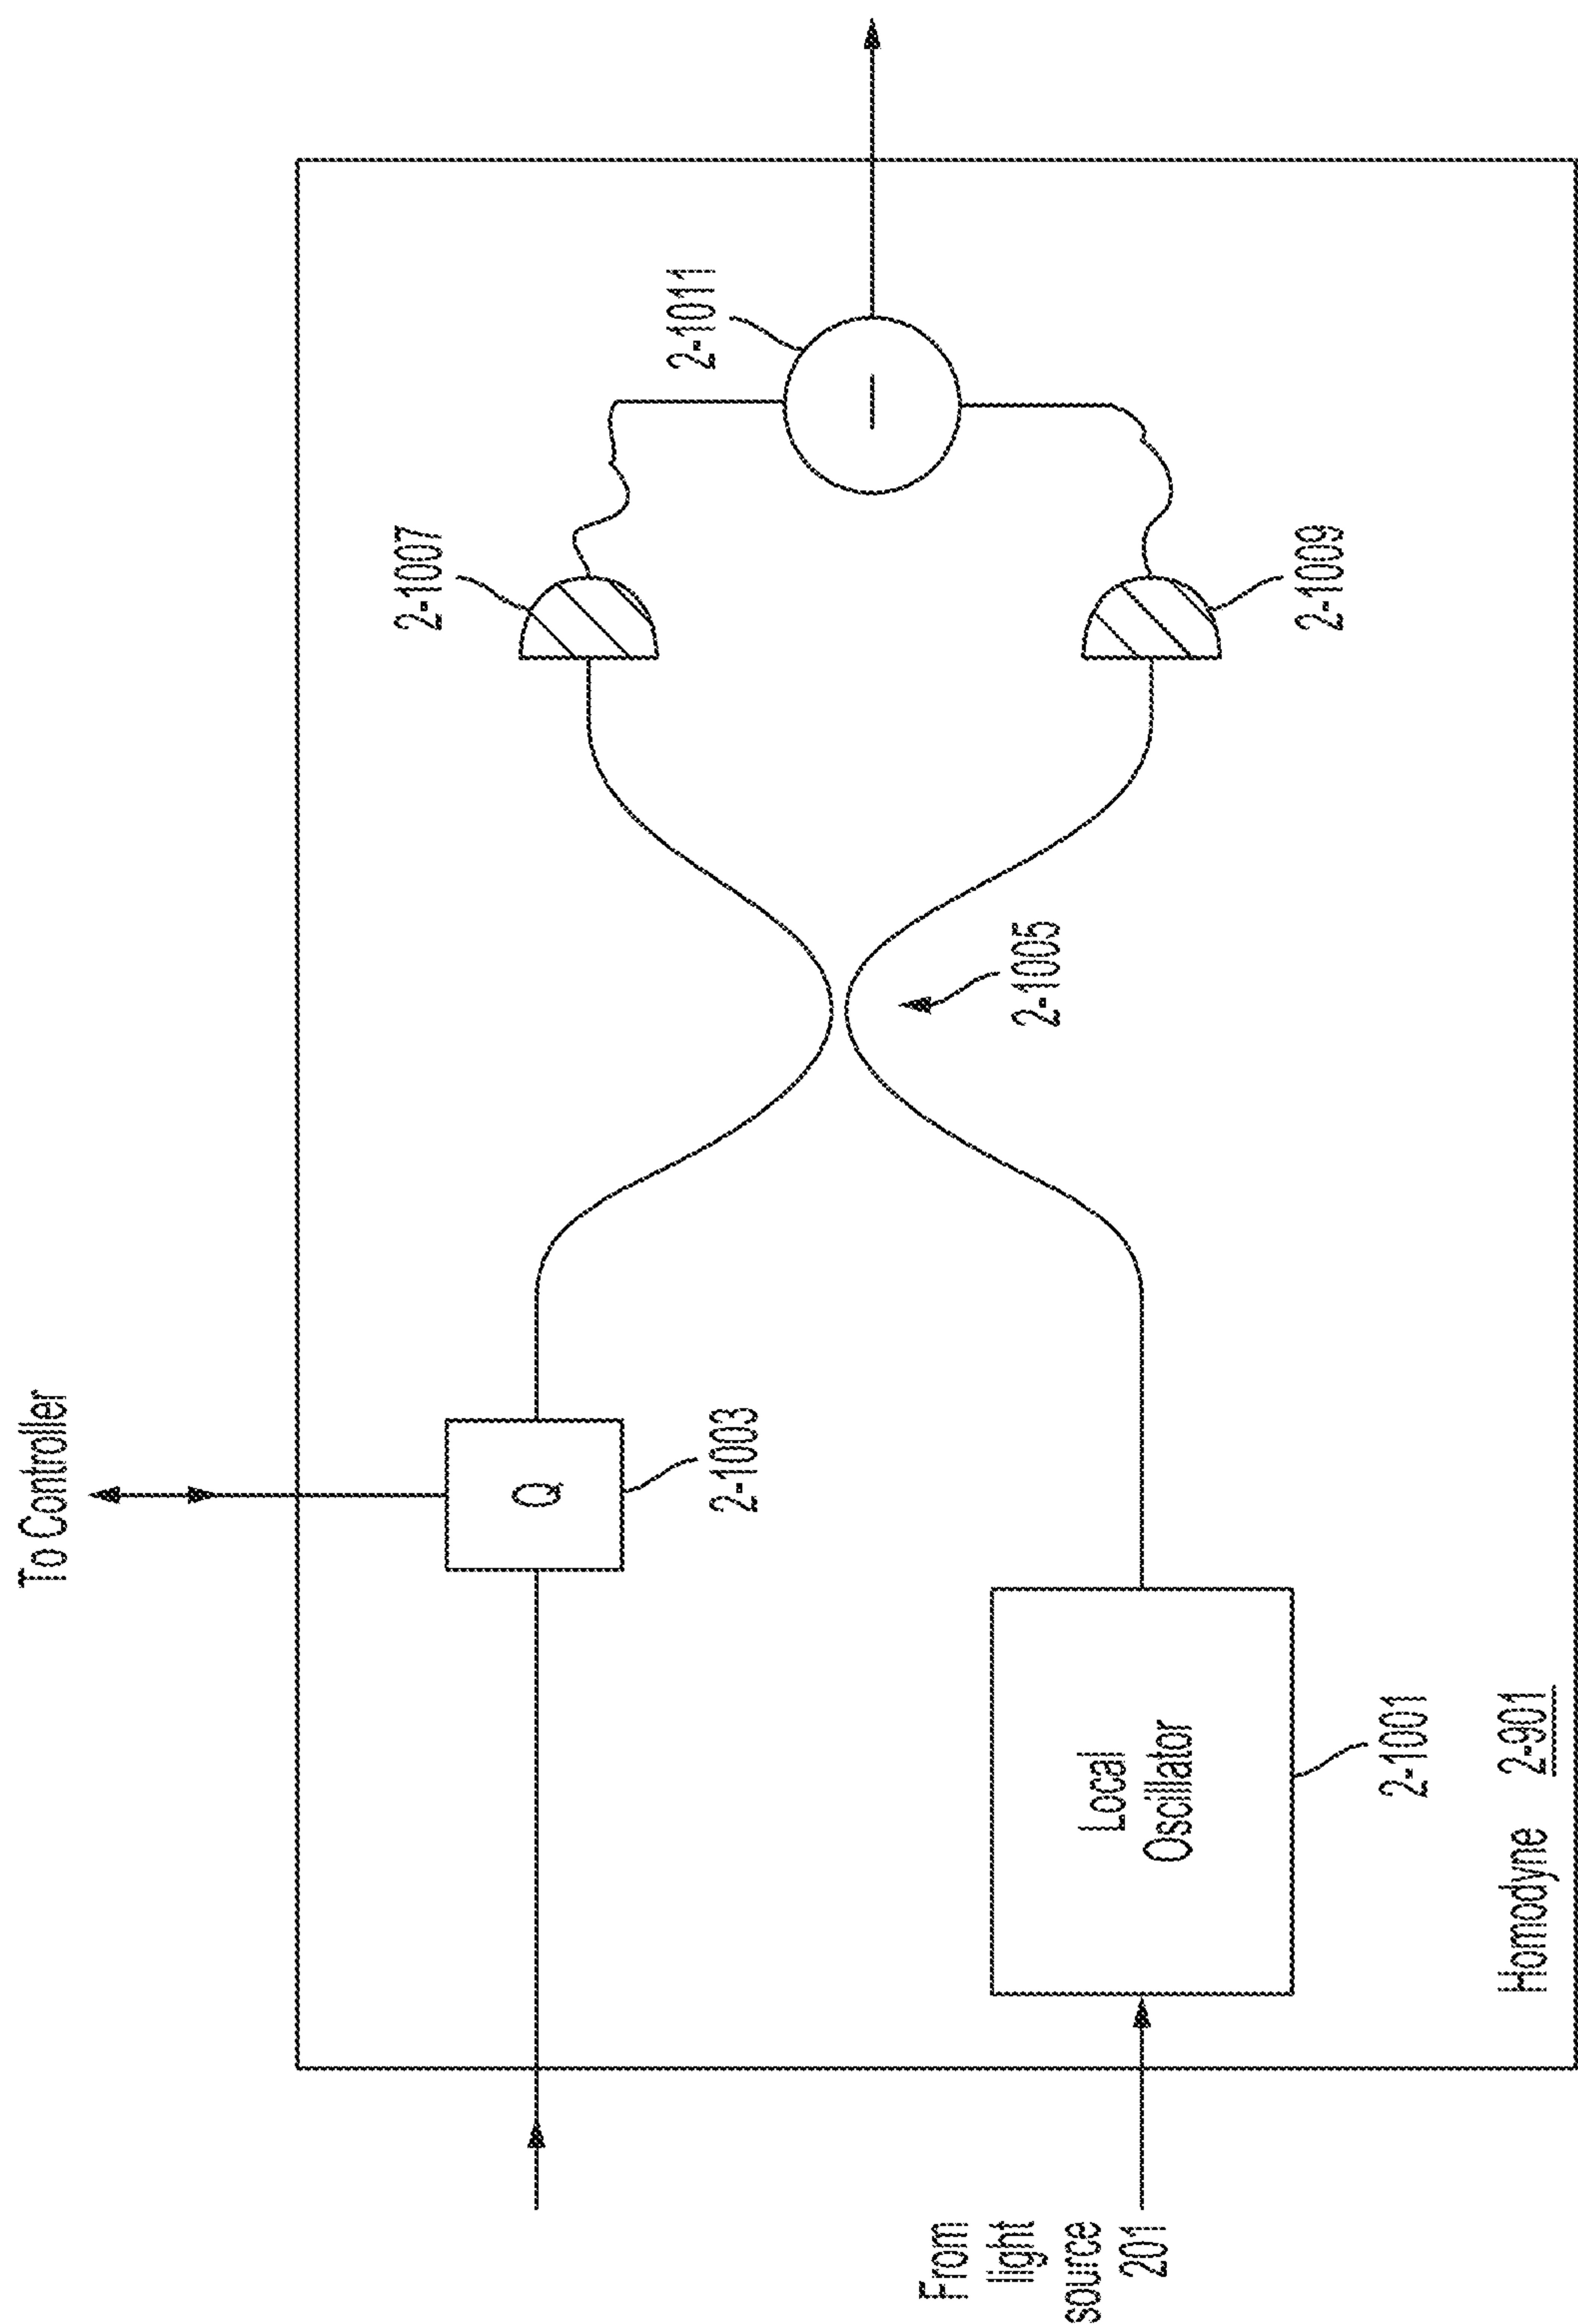 To Controller
Q
2-1003
2-1007
2-1011
2-1005
2-1009
From
light
source
201
Local
Oscillator
2-1001
Homodyne 2-901